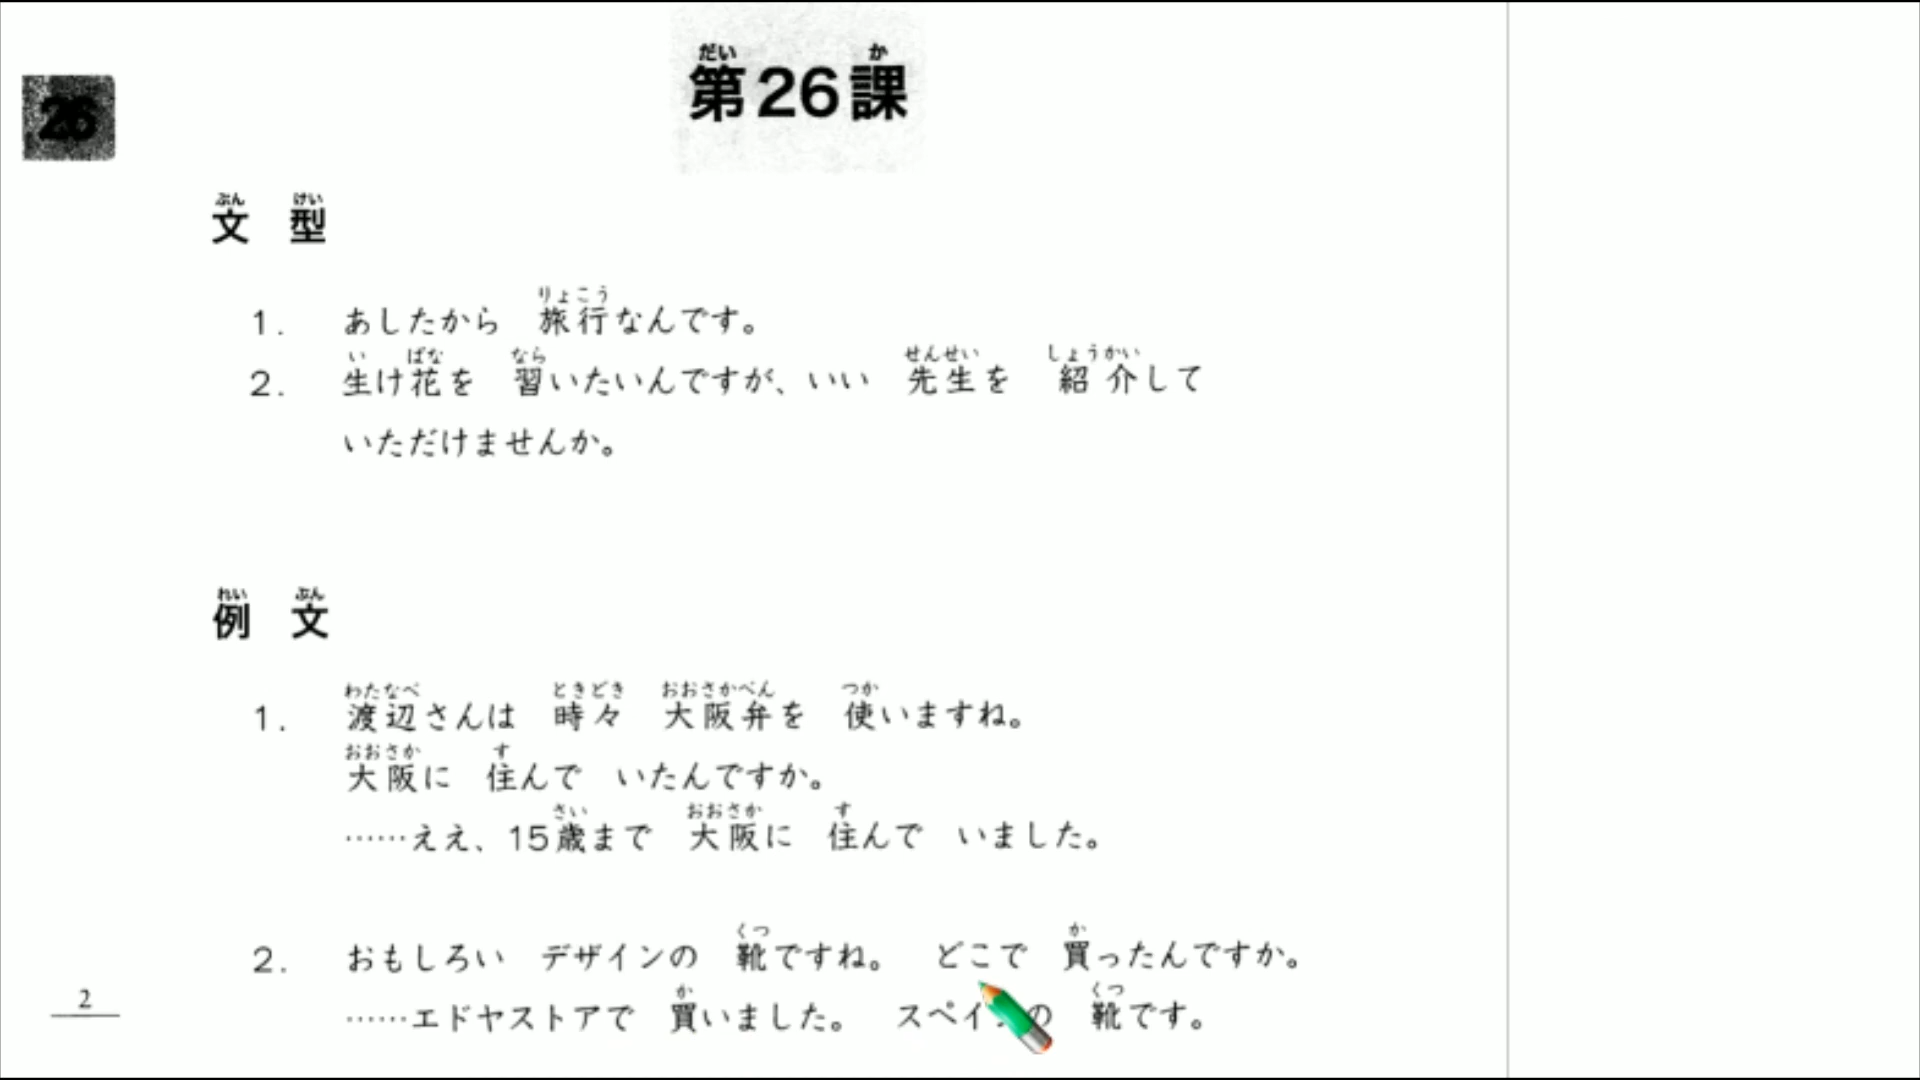 第26課
26
文型
1. あしたから 旅行なんです。
2. 生け花を 習いたいんですが、いい 先生を 紹介して
いただけませんか。
例文
1. 渡辺さんは 時々 大阪弁を 使いますね。
大阪に 住んで いたんですか。
……ええ、15歳まで 大阪に 住んで いました。
2. おもしろい デザインの 靴ですね。 どこで 買ったんですか。
……エドヤストアで 買いました。 スペインの 靴です。
2